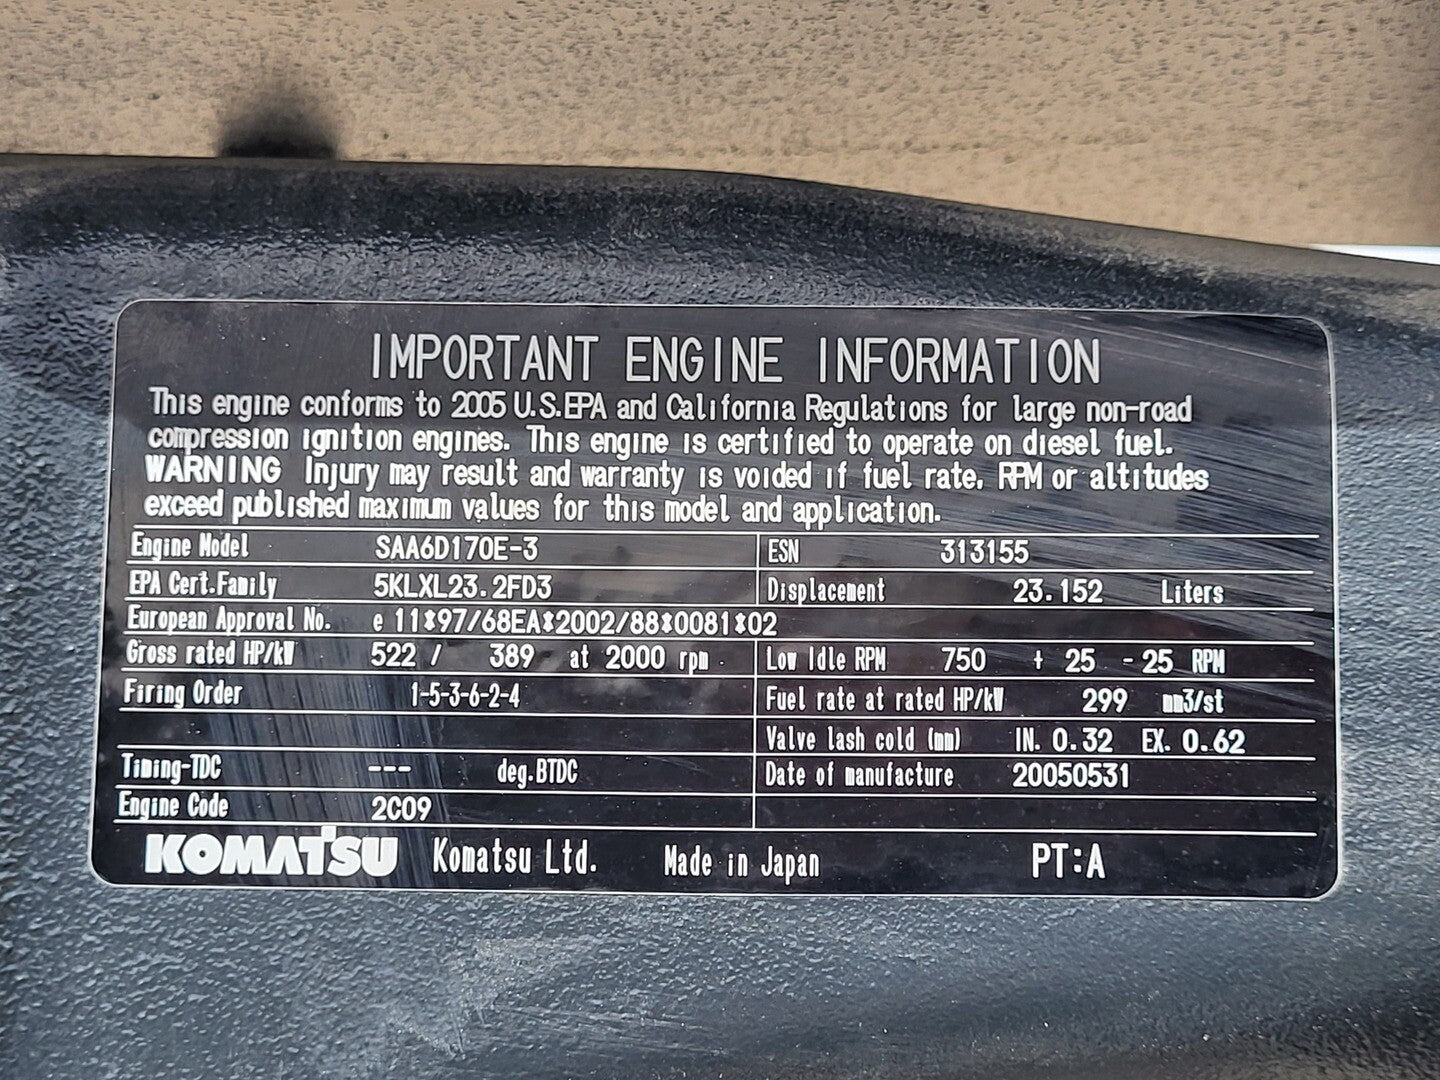 IMPORTANT ENGINE INFORMATION
This engine conforms to 2005 U.S.EPA and California Regulations for large non-road
compression ignition engines. This engine is certified to operate on diesel fuel.
WARNING Injury may result and warranty is voided if fuel rate. RPM or altitudes
exceed published maximum values for this model and application.
Engine Model SAA6D170E-3 ESN 313155
EPA Cert.Family 5KLXL23.2FD3 Displacement 23.152 Liters
European Approval No. e 11*97/68EA*2002/88*0081*02
Gross rated HP/kW 522 / 389 at 2000 rpm Low Idle RPM 750 + 25 - 25 RPM
Firing Order 1-5-3-6-2-4 Fuel rate at rated HP/kW 299 mm3/st
Valve lash cold (mm) IN. 0.32 EX. 0.62
Timing-TDC --- deg.BTDC Date of manufacture 20050531
Engine Code 2C09
KOMATSU Komatsu Ltd. Made in Japan PT:A